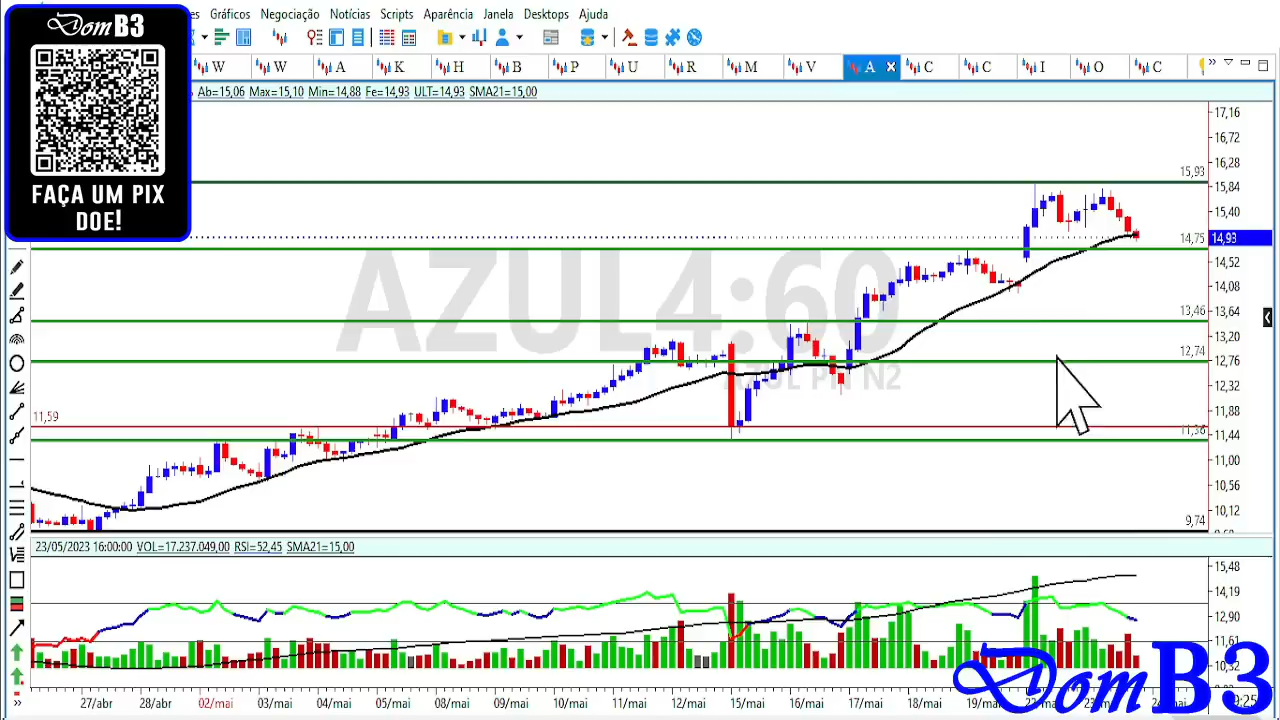 Gráficos Negociação Notícias Scripts Aparência Janela Desktops Ajuda
Dom B3
FAÇA UM PIX
DOE!
W W A K H B P U R M V A C C I O C
Ab=15,06 Max=15,10 Min=14,88 Fe=14,93 ULT=14,93 SMA21=15,00
17,16
16,72
16,28
15,93
15,84
15,40
14,75 14,93
14,52
14,08
13,46
13,64
13,20
12,74
12,76
12,32
11,88
11,59
11,36
11,44
11,00
10,56
10,12
9,74
AZUL4:60
AZUL PN N2
23/05/2023 16:00:00 VOL=17.237.049,00 RSI=52,45 SMA21=15,00
15,48
14,19
12,90
11,61
Dom B3
27/abr 28/abr 02/mai 03/mai 04/mai 05/mai 08/mai 09/mai 10/mai 11/mai 12/mai 15/mai 16/mai 17/mai 18/mai 19/mai